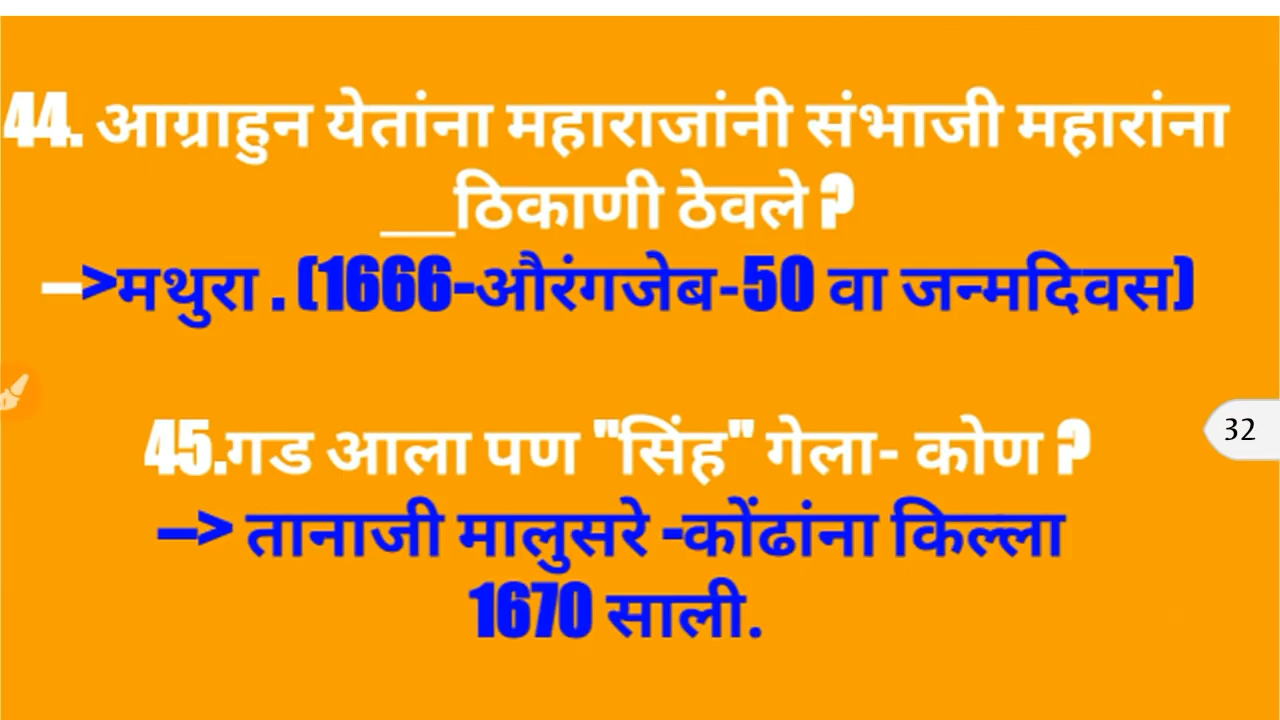 44. आग्राहुन येतांना महाराजांनी संभाजी महारांना
__ठिकाणी ठेवले ?
–>मथुरा . (1666-औरंगजेब-50 वा जन्मदिवस)
32
45.गड आला पण "सिंह" गेला- कोण ?
–> तानाजी मालुसरे -कोंढांना किल्ला
1670 साली.